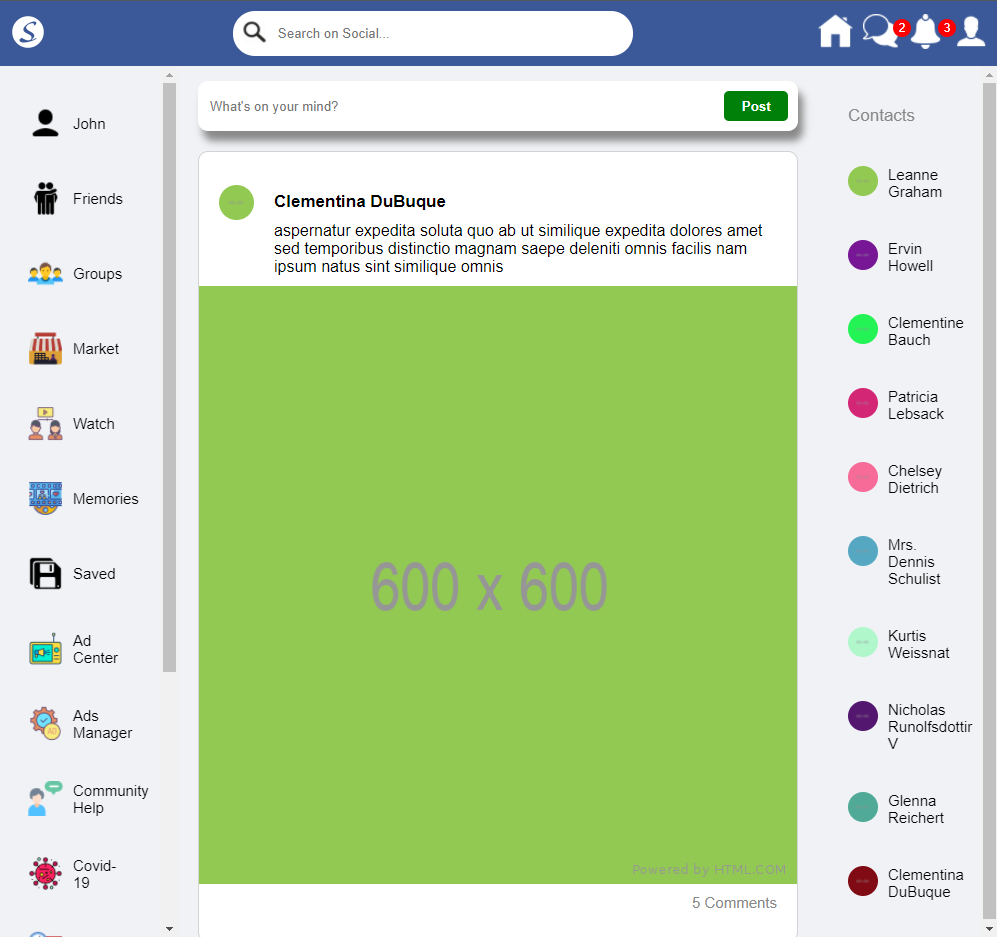 S
Search on Social...
2
3
John
Friends
Groups
Market
Watch
Memories
Saved
Ad
Center
Ads
Manager
Community
Help
Covid-
19
What's on your mind?
Post
Clementina DuBuque
aspernatur expedita soluta quo ab ut similique expedita dolores amet
sed temporibus distinctio magnam saepe deleniti omnis facilis nam
ipsum natus sint similique omnis
600 x 600
Powered by HTML.COM
5 Comments
Contacts
Leanne
Graham
Ervin
Howell
Clementine
Bauch
Patricia
Lebsack
Chelsey
Dietrich
Mrs.
Dennis
Schulist
Kurtis
Weissnat
Nicholas
Runolfsdottir
V
Glenna
Reichert
Clementina
DuBuque